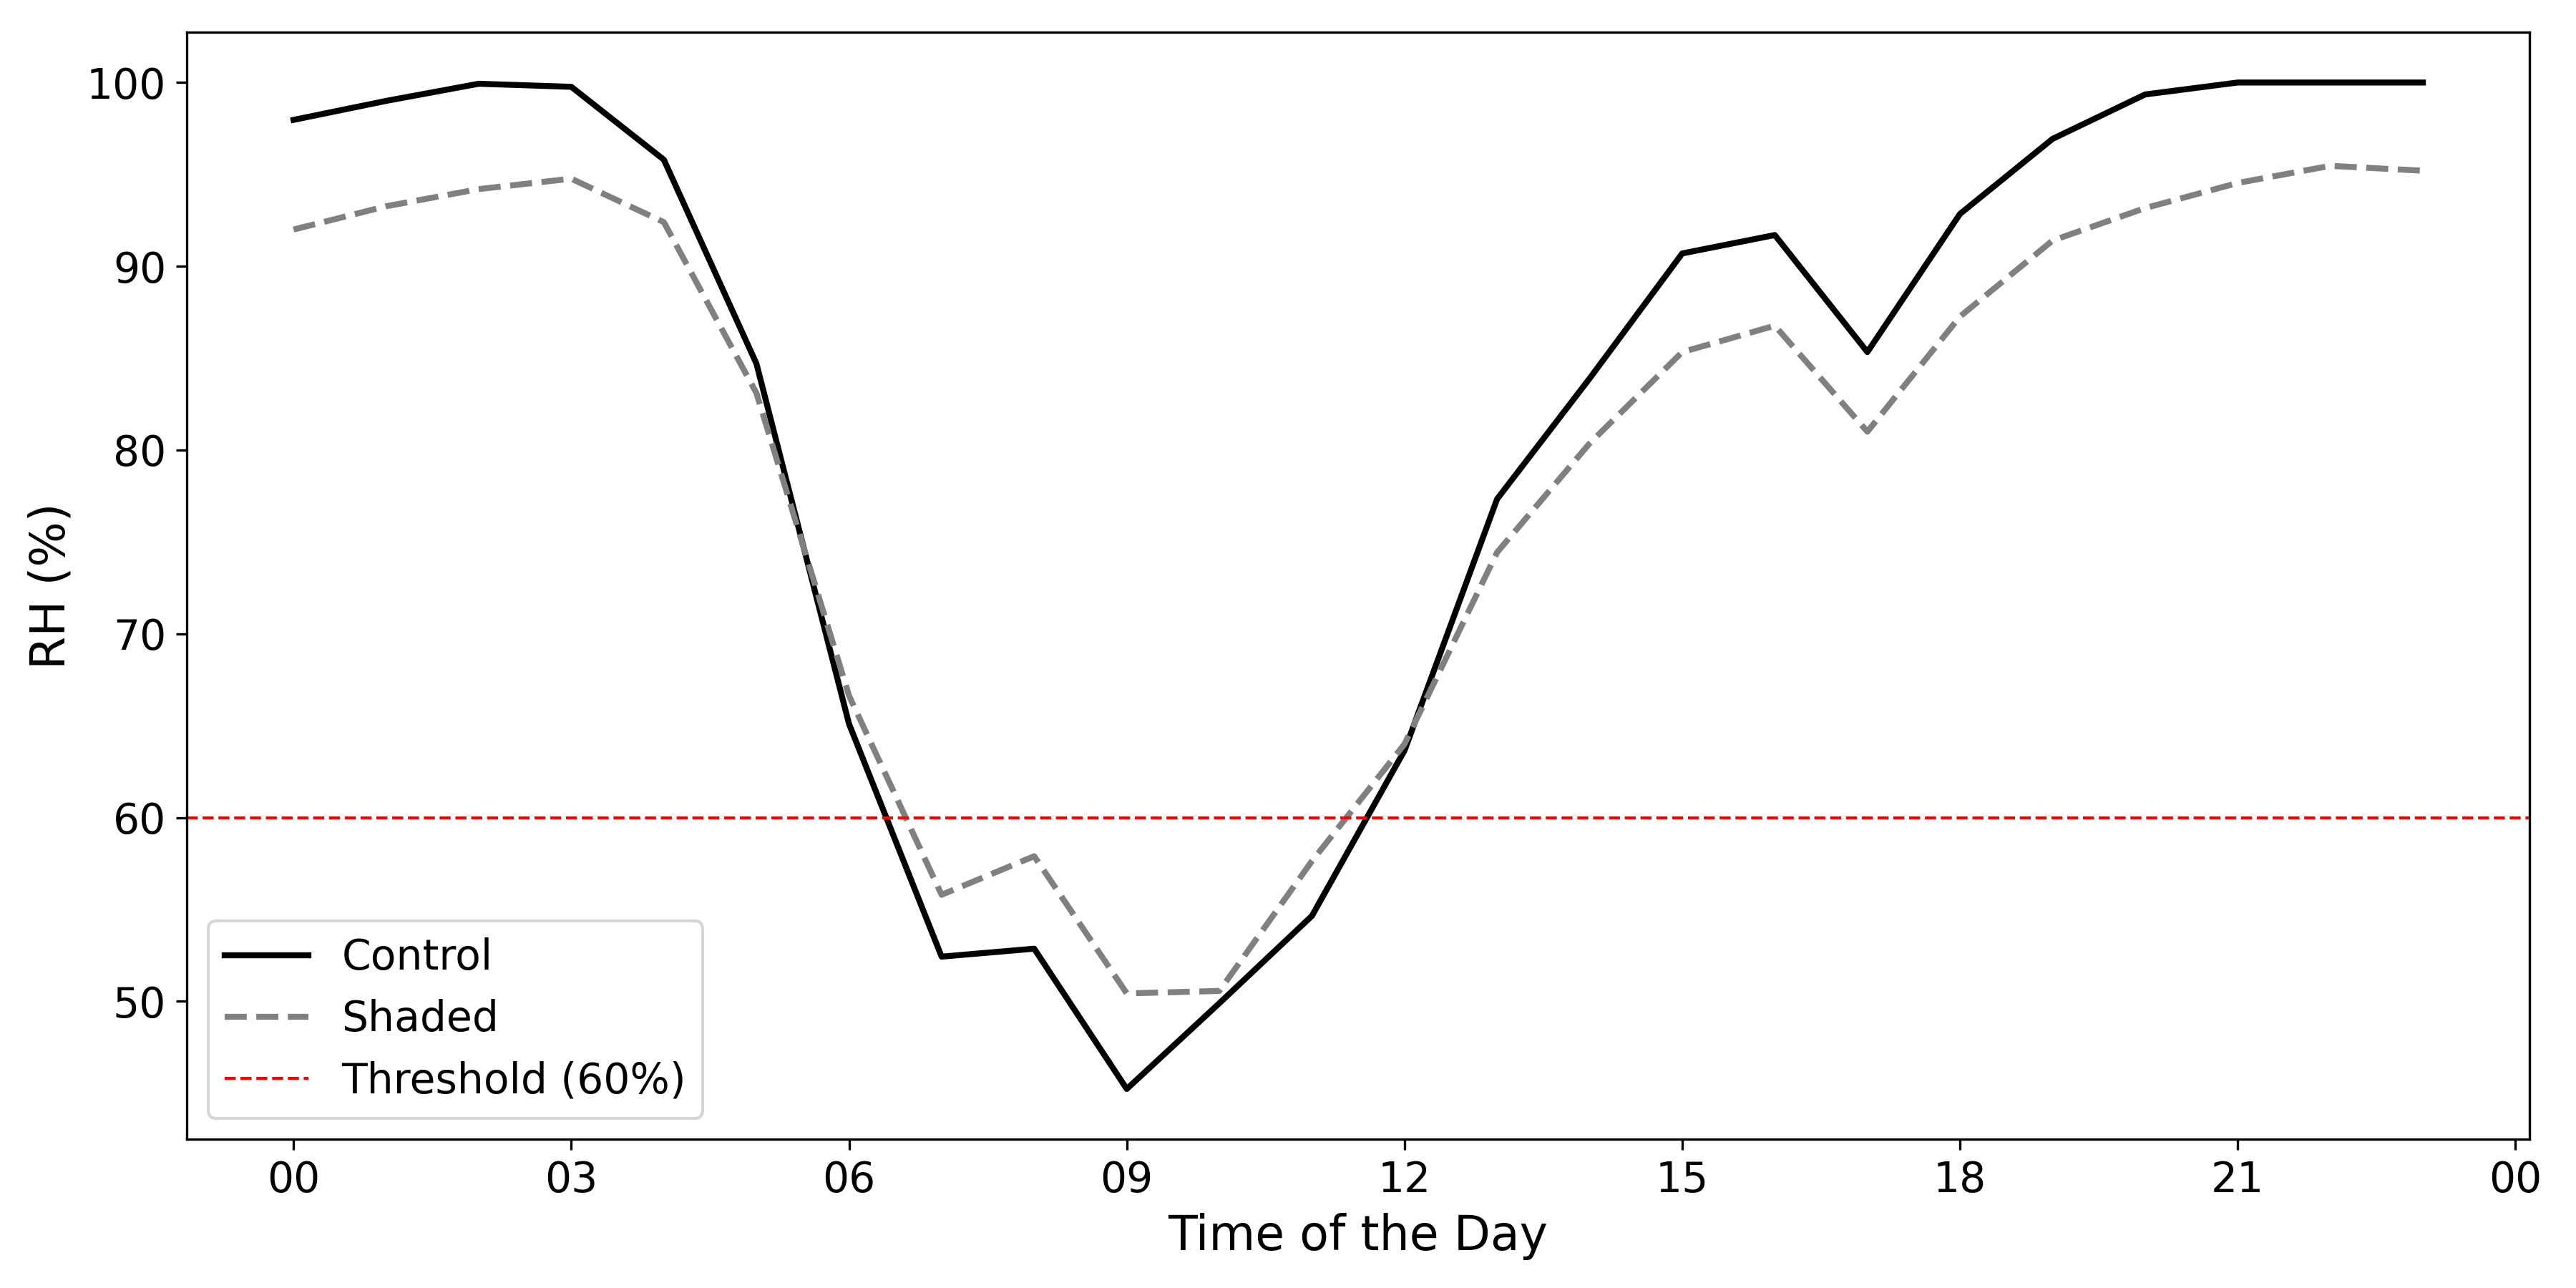 100
90
80
70
60
50
RH (%)
Control
Shaded
Threshold (60%)
00 03 06 09 12 15 18 21 00
Time of the Day